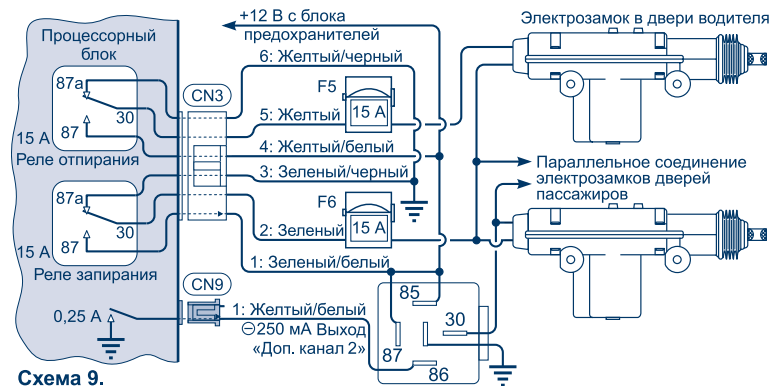 Процессорный
блок
87а
30
15 А
87
Реле отпирания
87а
30
15 А
87
Реле запирания
0,25 А
CN3
CN9
+12 В с блока
предохранителей
6: Желтый/черный
F5
15 А
5: Желтый
4: Желтый/белый
3: Зеленый/черный
F6
15 А
2: Зеленый
1: Зеленый/белый
1: Желтый/белый
⊖250 мА Выход
«Доп. канал 2»
85
30
87
86
Электрозамок в двери водителя
Параллельное соединение
электрозамков дверей
пассажиров
Схема 9.